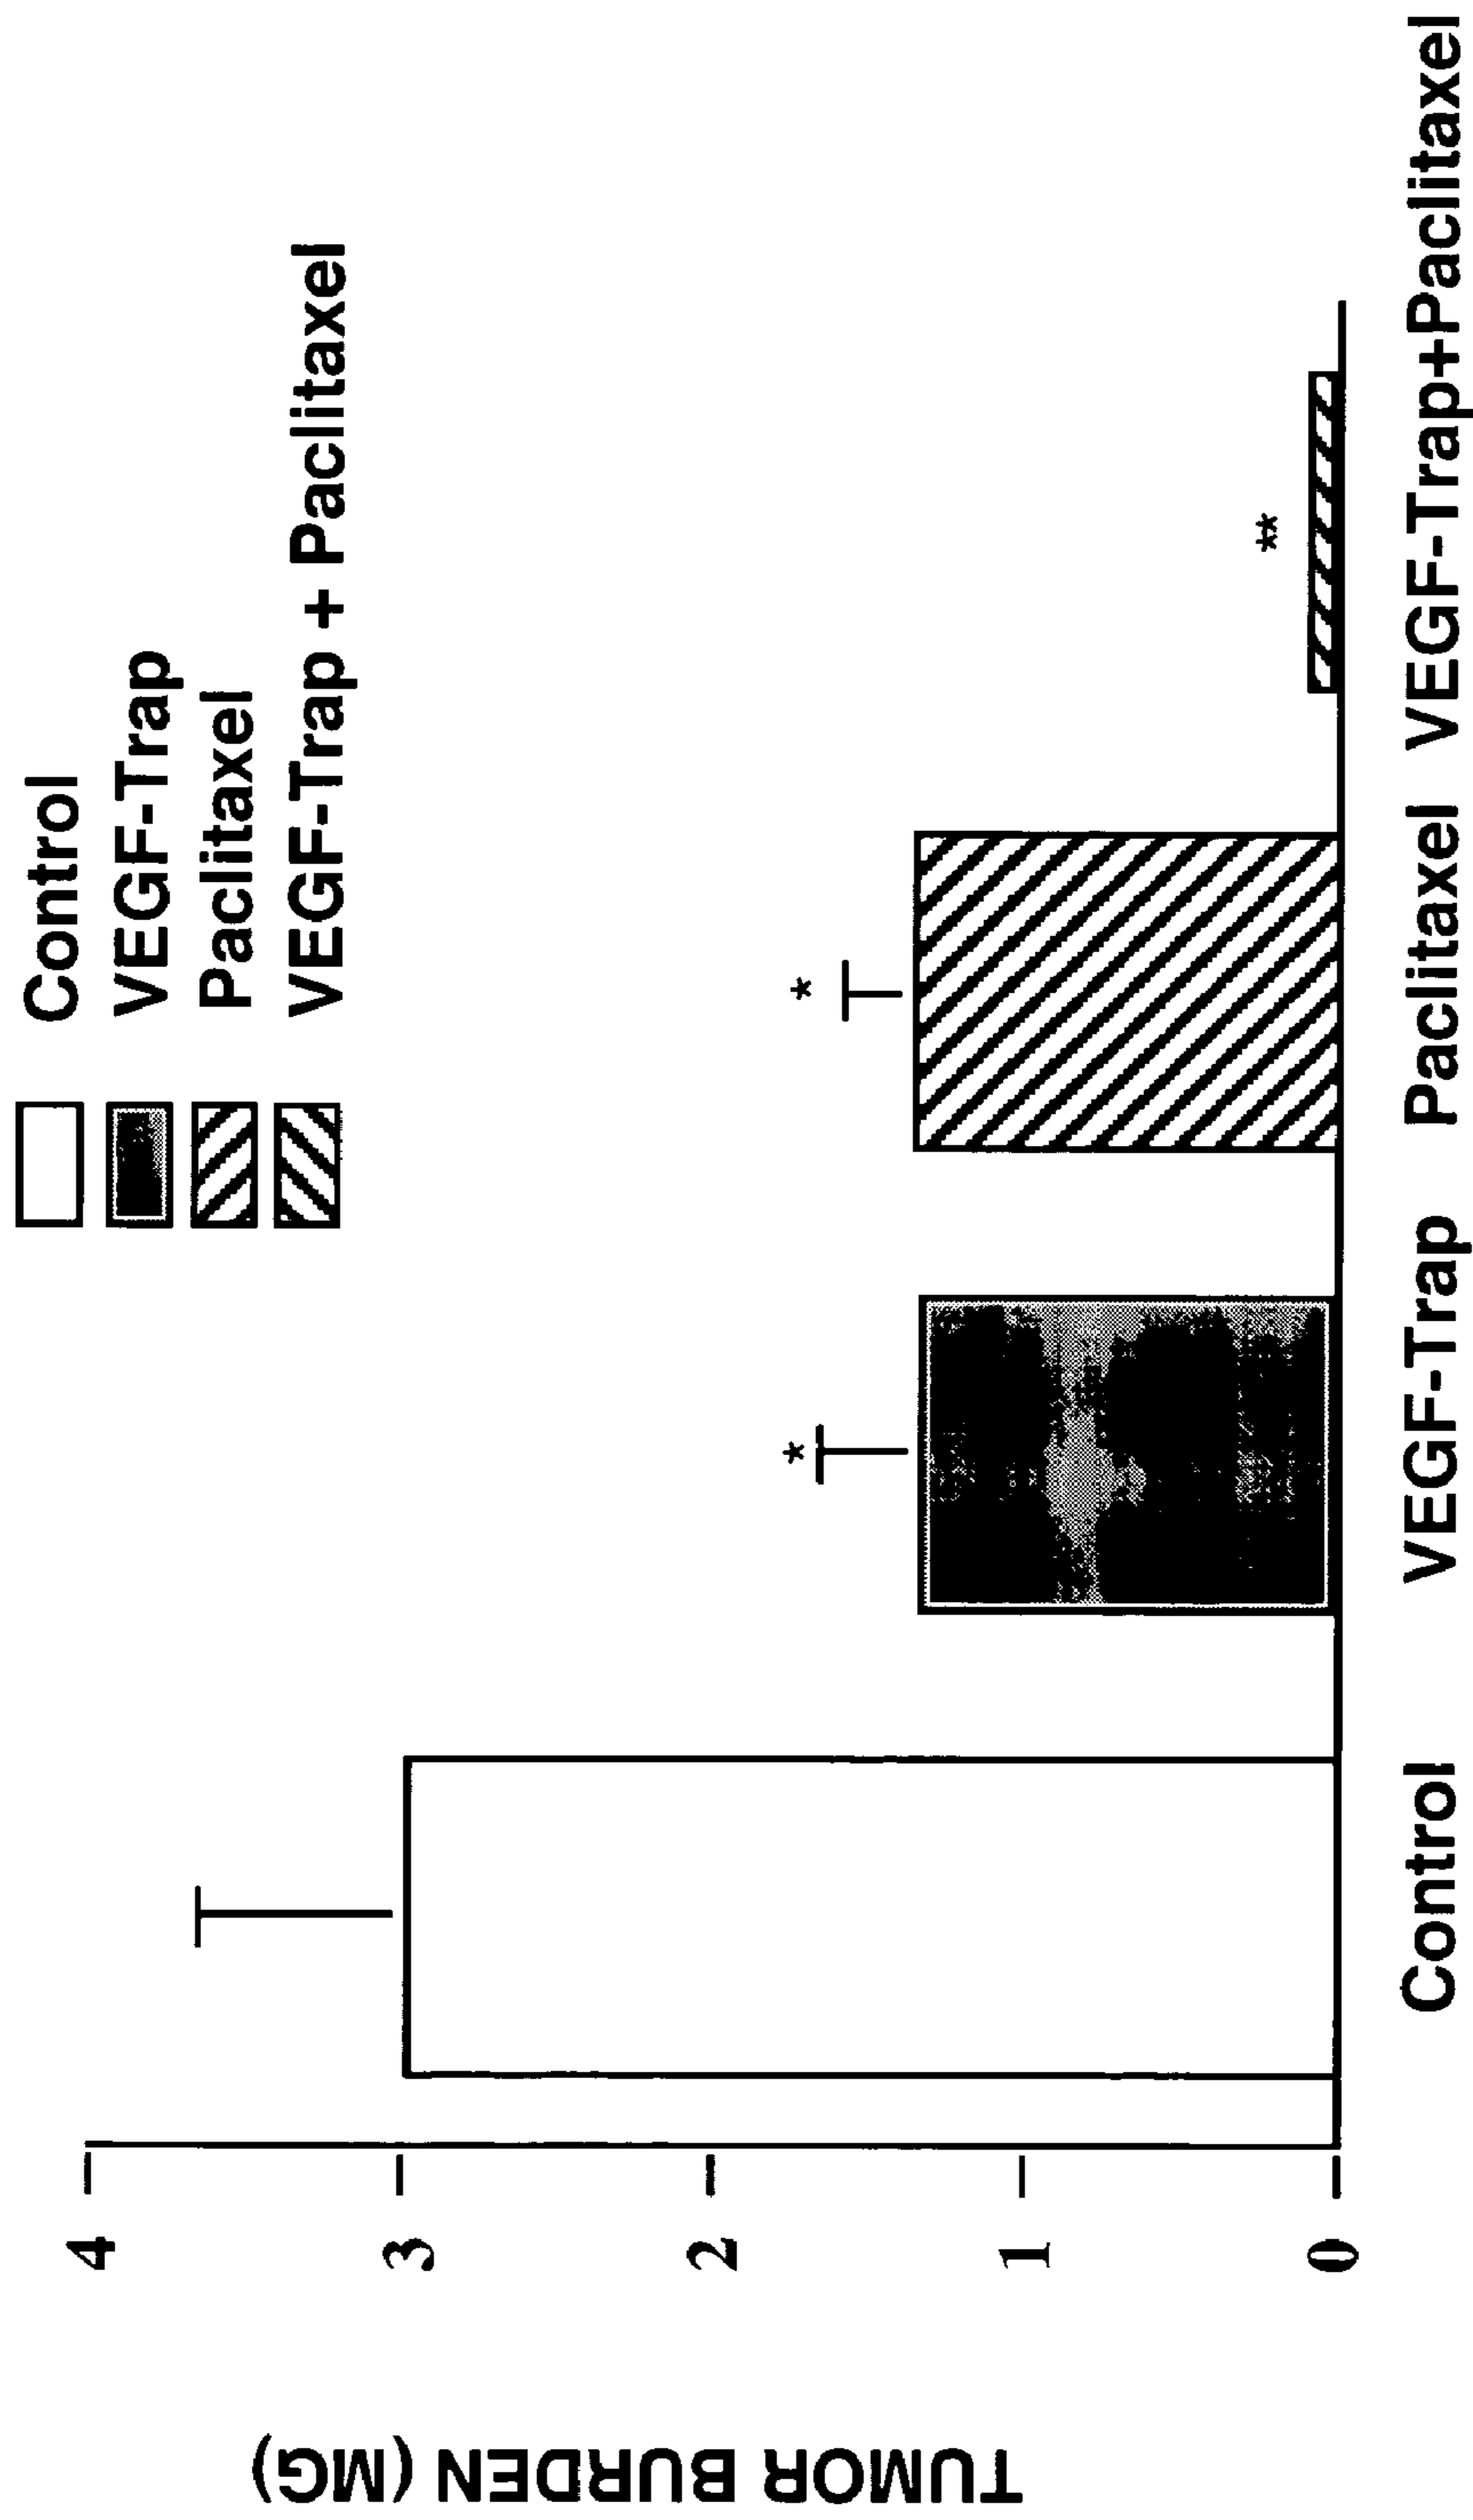 Control
VEGF-Trap
Paclitaxel
VEGF-Trap + Paclitaxel
TUMOR BURDEN (MG)
4
3
2
1
0
*
*
**
Control VEGF-Trap Paclitaxel VEGF-Trap+Paclitaxel